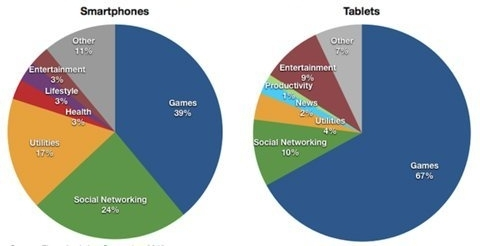 Smartphones
Other
11%
Entertainment
3%
Lifestyle
3%
Health
3%
Utilities
17%
Games
39%
Social Networking
24%
Tablets
Other
7%
Entertainment
9%
Productivity
1%
News
2%
Utilities
4%
Social Networking
10%
Games
67%